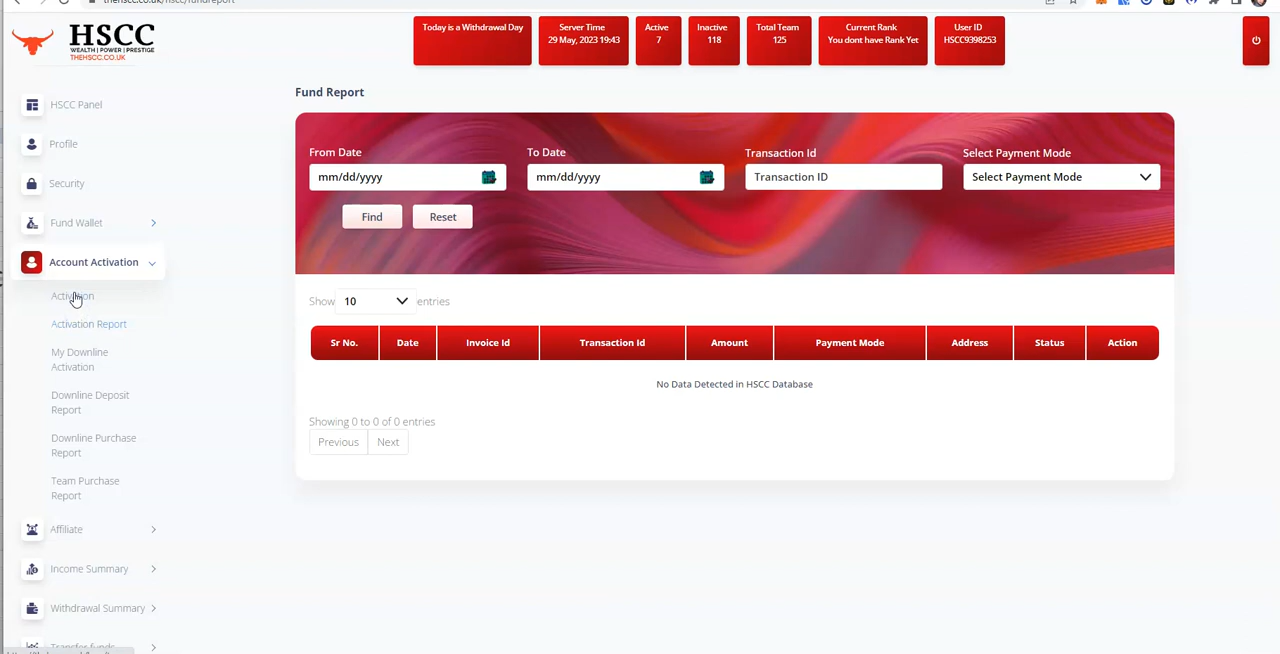 HSCC
WEALTH | POWER | PRESTIGE
THEHSCC.CO.UK
Today is a Withdrawal Day
Server Time
29 May, 2023 19:43
Active
7
Inactive
118
Total Team
125
Current Rank
You dont have Rank Yet
User ID
HSCC9398253
HSCC Panel
Profile
Security
Fund Wallet
Account Activation
Activation
Activation Report
My Downline
Activation
Downline Deposit
Report
Downline Purchase
Report
Team Purchase
Report
Affiliate
Income Summary
Withdrawal Summary
Transfer funds
Fund Report
From Date
To Date
Transaction Id
Select Payment Mode
mm/dd/yyyy
mm/dd/yyyy
Transaction ID
Select Payment Mode
Find
Reset
Show 10 entries
Sr No.
Date
Invoice Id
Transaction Id
Amount
Payment Mode
Address
Status
Action
No Data Detected in HSCC Database
Showing 0 to 0 of 0 entries
Previous
Next